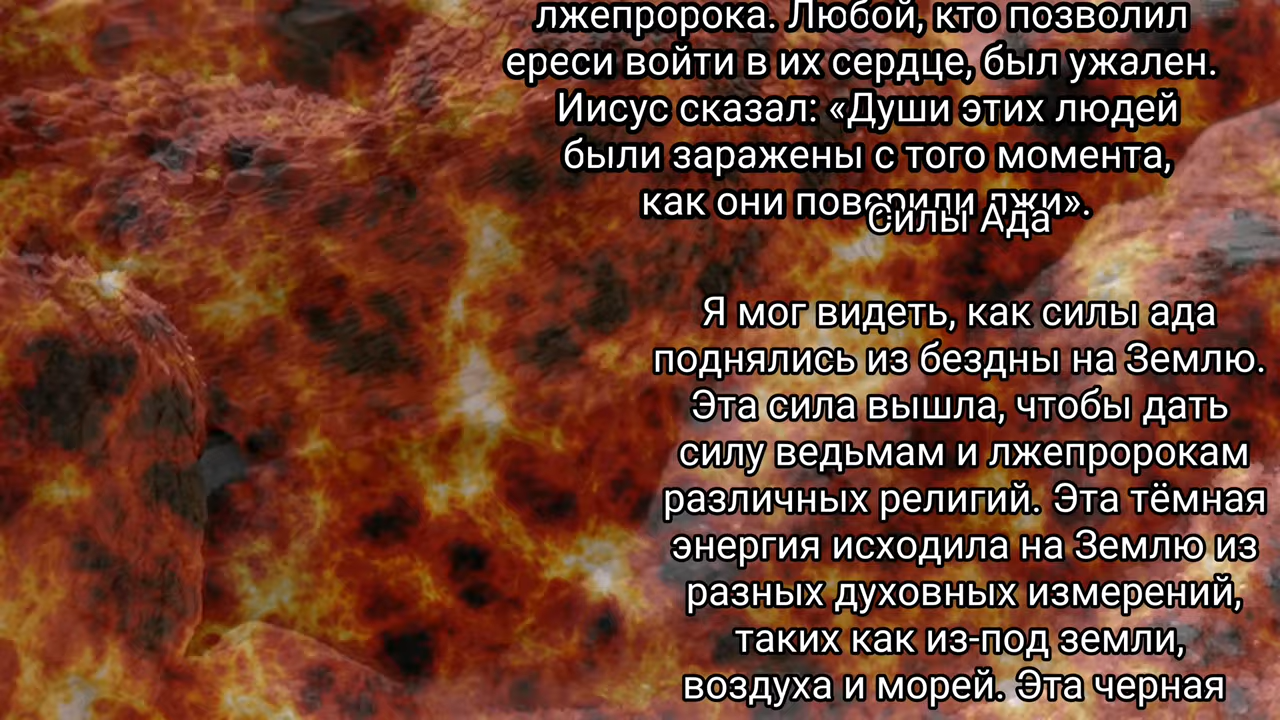 лжепророка. Любой, кто позволил
ереси войти в их сердце, был ужален.
Иисус сказал: «Души этих людей
были заражены с того момента,
как они поверили лжи».
Силы Ада
Я мог видеть, как силы ада
поднялись из бездны на Землю.
Эта сила вышла, чтобы дать
силу ведьмам и лжепророкам
различных религий. Эта тёмная
энергия исходила на Землю из
разных духовных измерений,
таких как из-под земли,
воздуха и морей. Эта черная